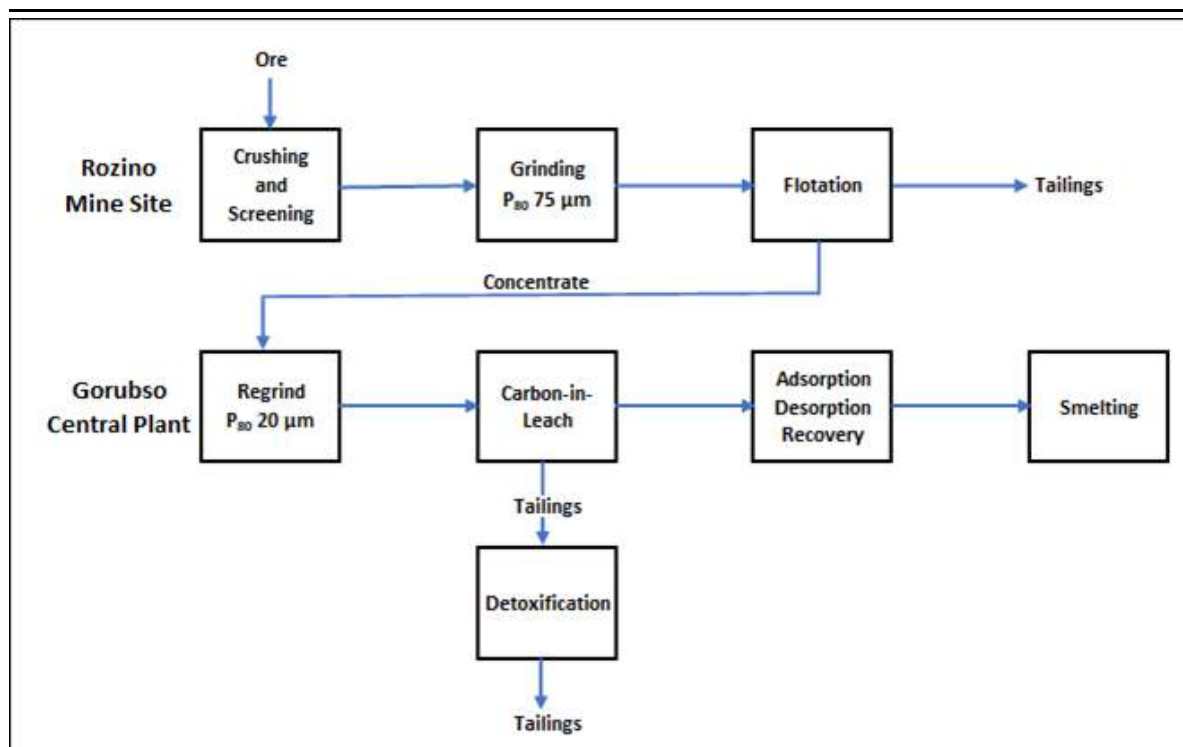 Ore
Rozino
Mine Site
Crushing
and
Screening
Grinding
P₈₀ 75 µm
Flotation
Tailings
Concentrate
Gorubso
Central Plant
Regrind
P₈₀ 20 µm
Carbon-in-
Leach
Adsorption
Desorption
Recovery
Smelting
Tailings
Detoxification
Tailings